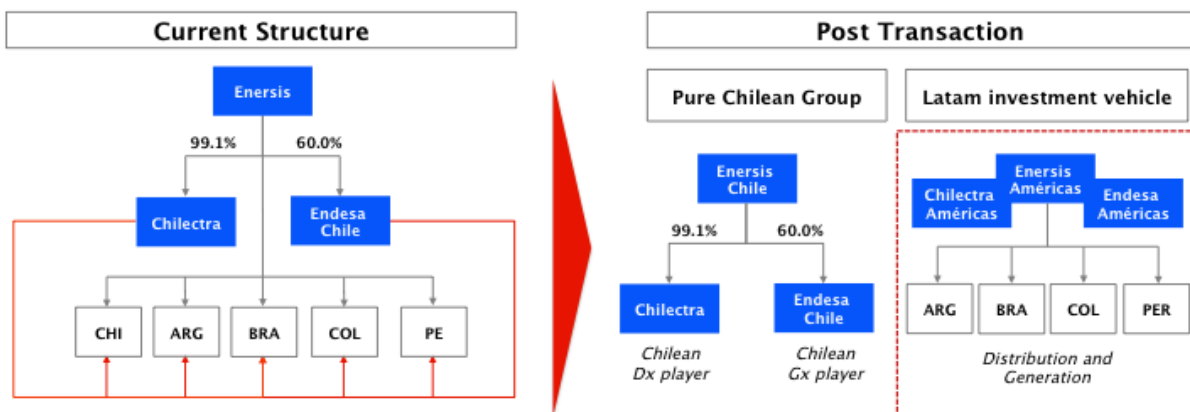 Current Structure
Enersis
99.1%
60.0%
Chilectra
Endesa
Chile
CHI
ARG
BRA
COL
PE
Post Transaction
Pure Chilean Group
Latam investment vehicle
Enersis
Chile
99.1%
60.0%
Chilectra
Endesa
Chile
Chilean
Dx player
Chilean
Gx player
Chilectra
Américas
Enersis
Américas
Endesa
Américas
ARG
BRA
COL
PER
Distribution and
Generation